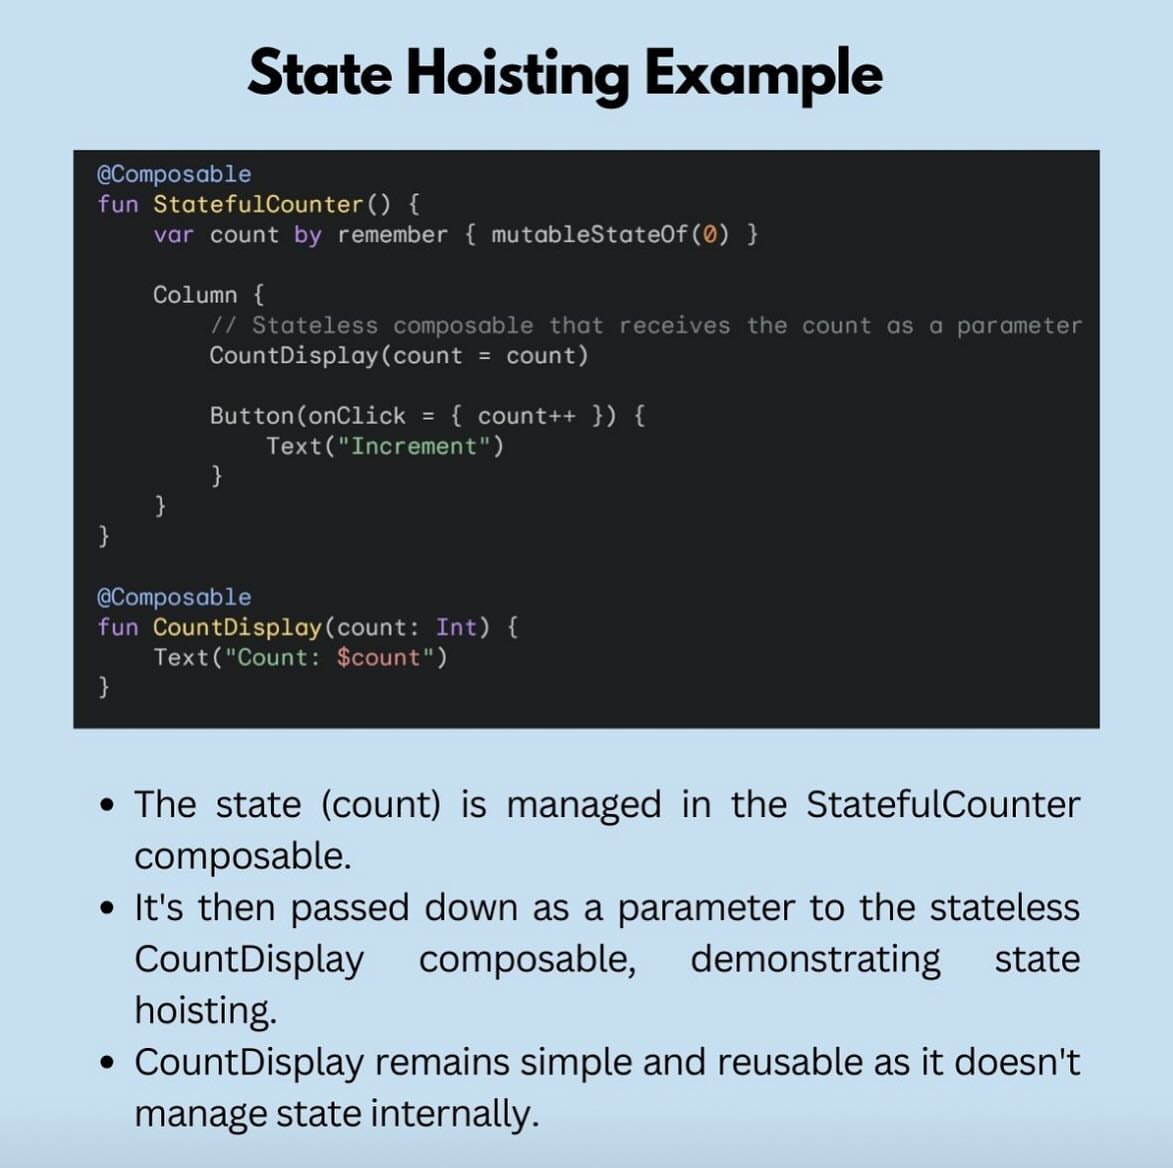 State Hoisting Example
@Composable
fun StatefulCounter() {
    var count by remember { mutableStateOf(0) }

    Column {
        // Stateless composable that receives the count as a parameter
        CountDisplay(count = count)

        Button(onClick = { count++ }) {
            Text("Increment")
        }
    }
}

@Composable
fun CountDisplay(count: Int) {
    Text("Count: $count")
}
• The state (count) is managed in the StatefulCounter
composable.
• It's then passed down as a parameter to the stateless
CountDisplay composable, demonstrating state
hoisting.
• CountDisplay remains simple and reusable as it doesn't
manage state internally.